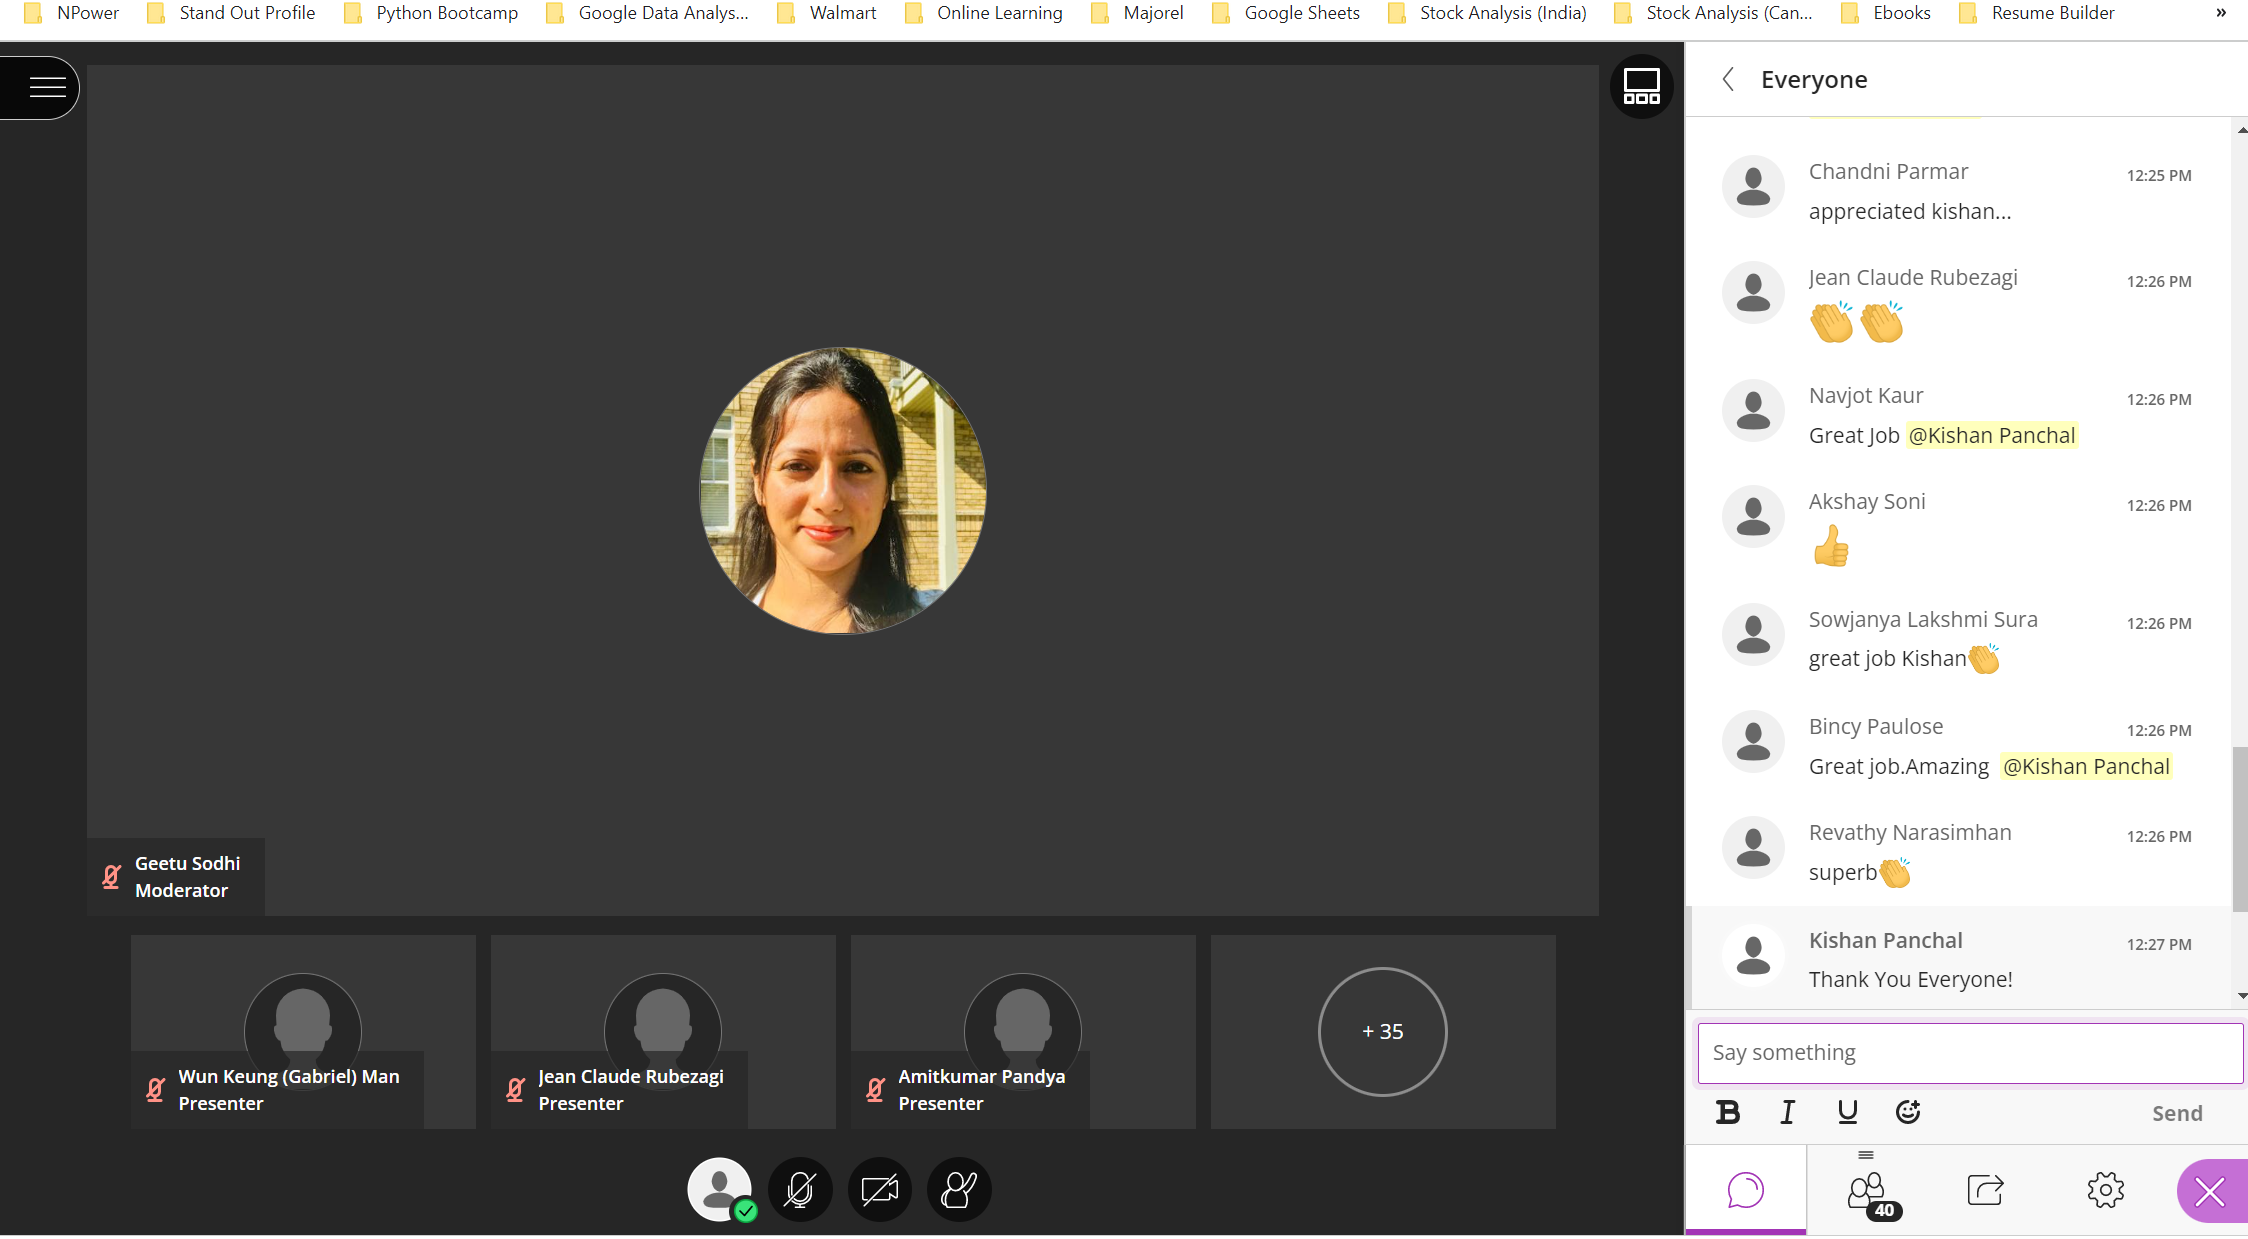 NPower
Stand Out Profile
Python Bootcamp
Google Data Analys...
Walmart
Online Learning
Majorel
Google Sheets
Stock Analysis (India)
Stock Analysis (Can...
Ebooks
Resume Builder
»
Geetu Sodhi
Moderator
Wun Keung (Gabriel) Man
Presenter
Jean Claude Rubezagi
Presenter
Amitkumar Pandya
Presenter
+ 35
Everyone
Chandni Parmar 12:25 PM
appreciated kishan...
Jean Claude Rubezagi 12:26 PM
👏👏
Navjot Kaur 12:26 PM
Great Job @Kishan Panchal
Akshay Soni 12:26 PM
👍
Sowjanya Lakshmi Sura 12:26 PM
great job Kishan👏
Bincy Paulose 12:26 PM
Great job.Amazing @Kishan Panchal
Revathy Narasimhan 12:26 PM
superb👏
Kishan Panchal 12:27 PM
Thank You Everyone!
Say something
B I U Send
40